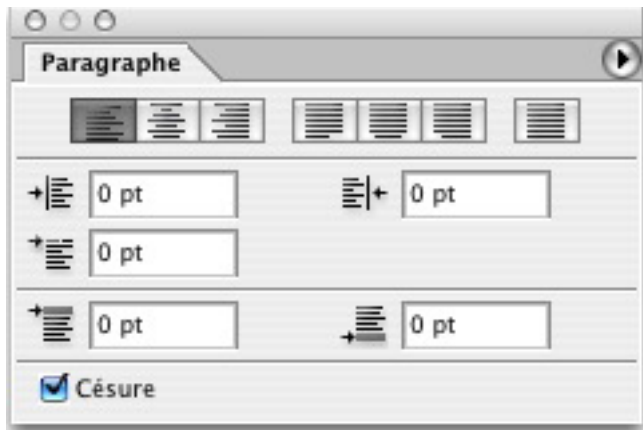 Paragraphe
0 pt 0 pt
0 pt
0 pt 0 pt
Césure